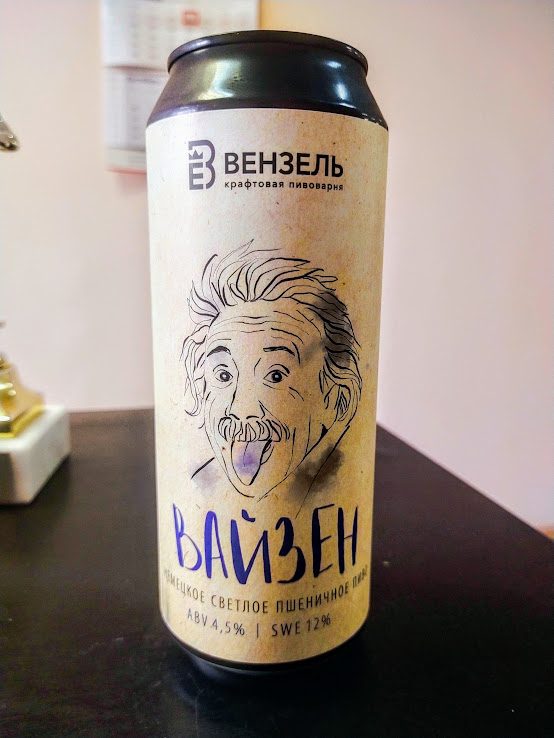 ВЕНЗЕЛЬ
крафтовая пивоварня
ВАЙЗЕН
НЕМЕЦКОЕ СВЕТЛОЕ ПШЕНИЧНОЕ ПИВО
ABV 4,5% | SWE 12%